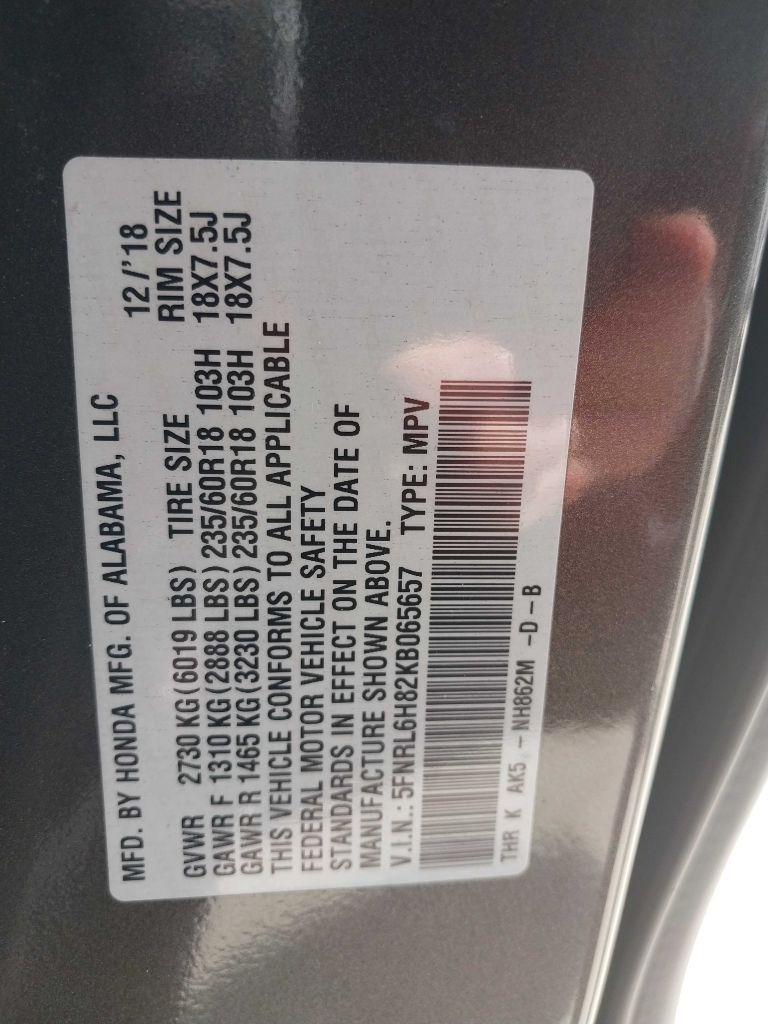 MFD. BY HONDA MFG. OF ALABAMA, LLC 12/'18
GVWR 2730 KG(6019 LBS) TIRE SIZE RIM SIZE
GAWR F 1310 KG(2888 LBS)235/60R18 103H 18X7.5J
GAWR R 1465 KG(3230 LBS)235/60R18 103H 18X7.5J
THIS VEHICLE CONFORMS TO ALL APPLICABLE
FEDERAL MOTOR VEHICLE SAFETY
STANDARDS IN EFFECT ON THE DATE OF
MANUFACTURE SHOWN ABOVE.
V.I.N.: 5FNRL6H82KB065657 TYPE: MPV
THR K AK5 - NH862M -D-B